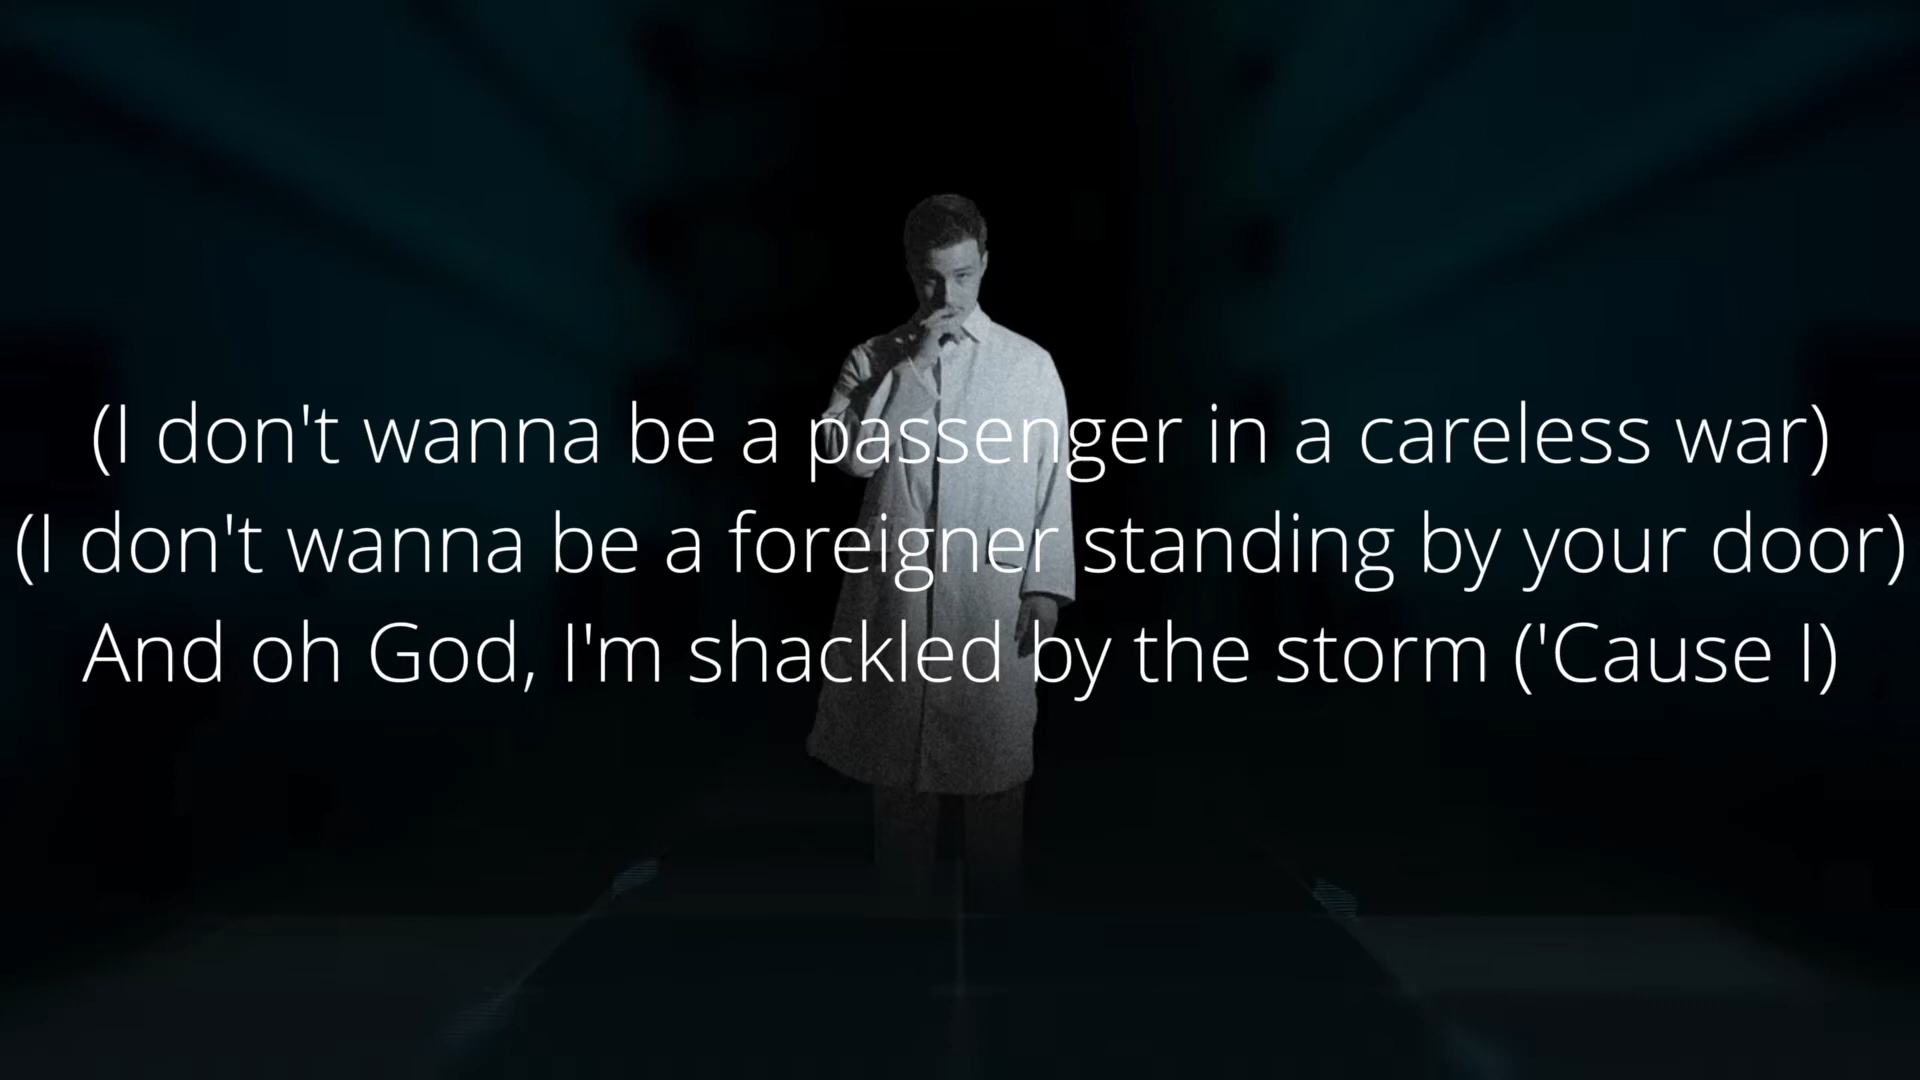 (I don't wanna be a passenger in a careless war)
(I don't wanna be a foreigner standing by your door)
And oh God, I'm shackled by the storm ('Cause I)